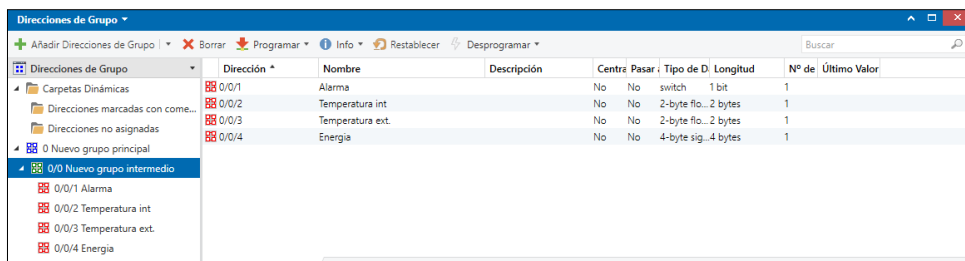 Direcciones de Grupo
Añadir Direcciones de Grupo Borrar Programar Info Restablecer Desprogramar Buscar
Direcciones de Grupo Dirección Nombre Descripción Centra Pasar a Tipo de D Longitud Nº de Último Valor
Carpetas Dinámicas 0/0/1 Alarma No No switch 1 bit 1
Direcciones marcadas con come... 0/0/2 Temperatura int No No 2-byte flo... 2 bytes 1
Direcciones no asignadas 0/0/3 Temperatura ext. No No 2-byte flo... 2 bytes 1
0 Nuevo grupo principal 0/0/4 Energia No No 4-byte sig... 4 bytes 1
0/0 Nuevo grupo intermedio
0/0/1 Alarma
0/0/2 Temperatura int
0/0/3 Temperatura ext.
0/0/4 Energia